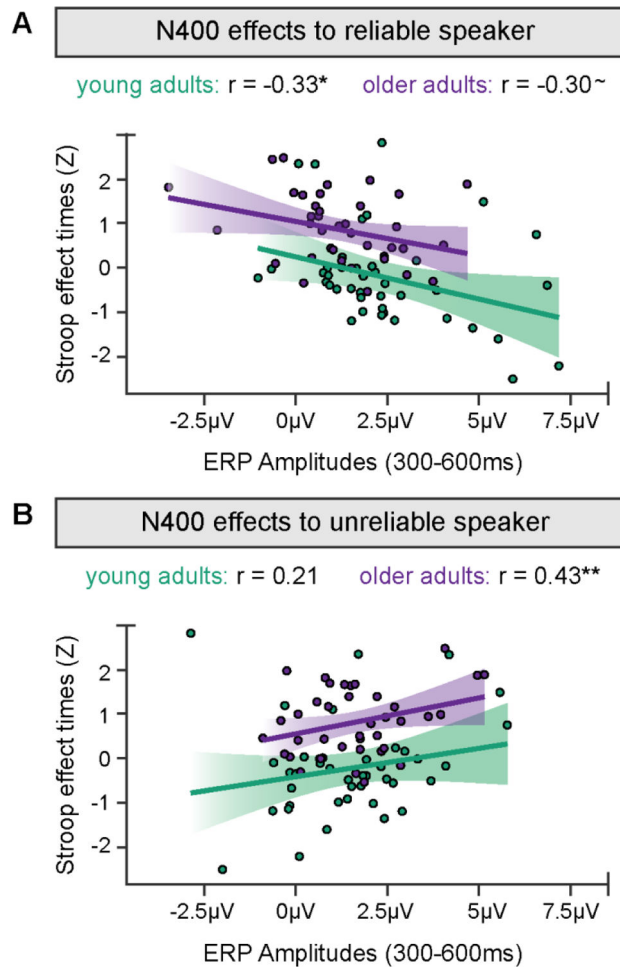 A
N400 effects to reliable speaker
young adults: r = -0.33* older adults: r = -0.30~
Stroop effect times (Z)
2
1
0
-1
-2
-2.5µV 0µV 2.5µV 5µV 7.5µV
ERP Amplitudes (300-600ms)
B
N400 effects to unreliable speaker
young adults: r = 0.21 older adults: r = 0.43**
Stroop effect times (Z)
2
1
0
-1
-2
-2.5µV 0µV 2.5µV 5µV 7.5µV
ERP Amplitudes (300-600ms)